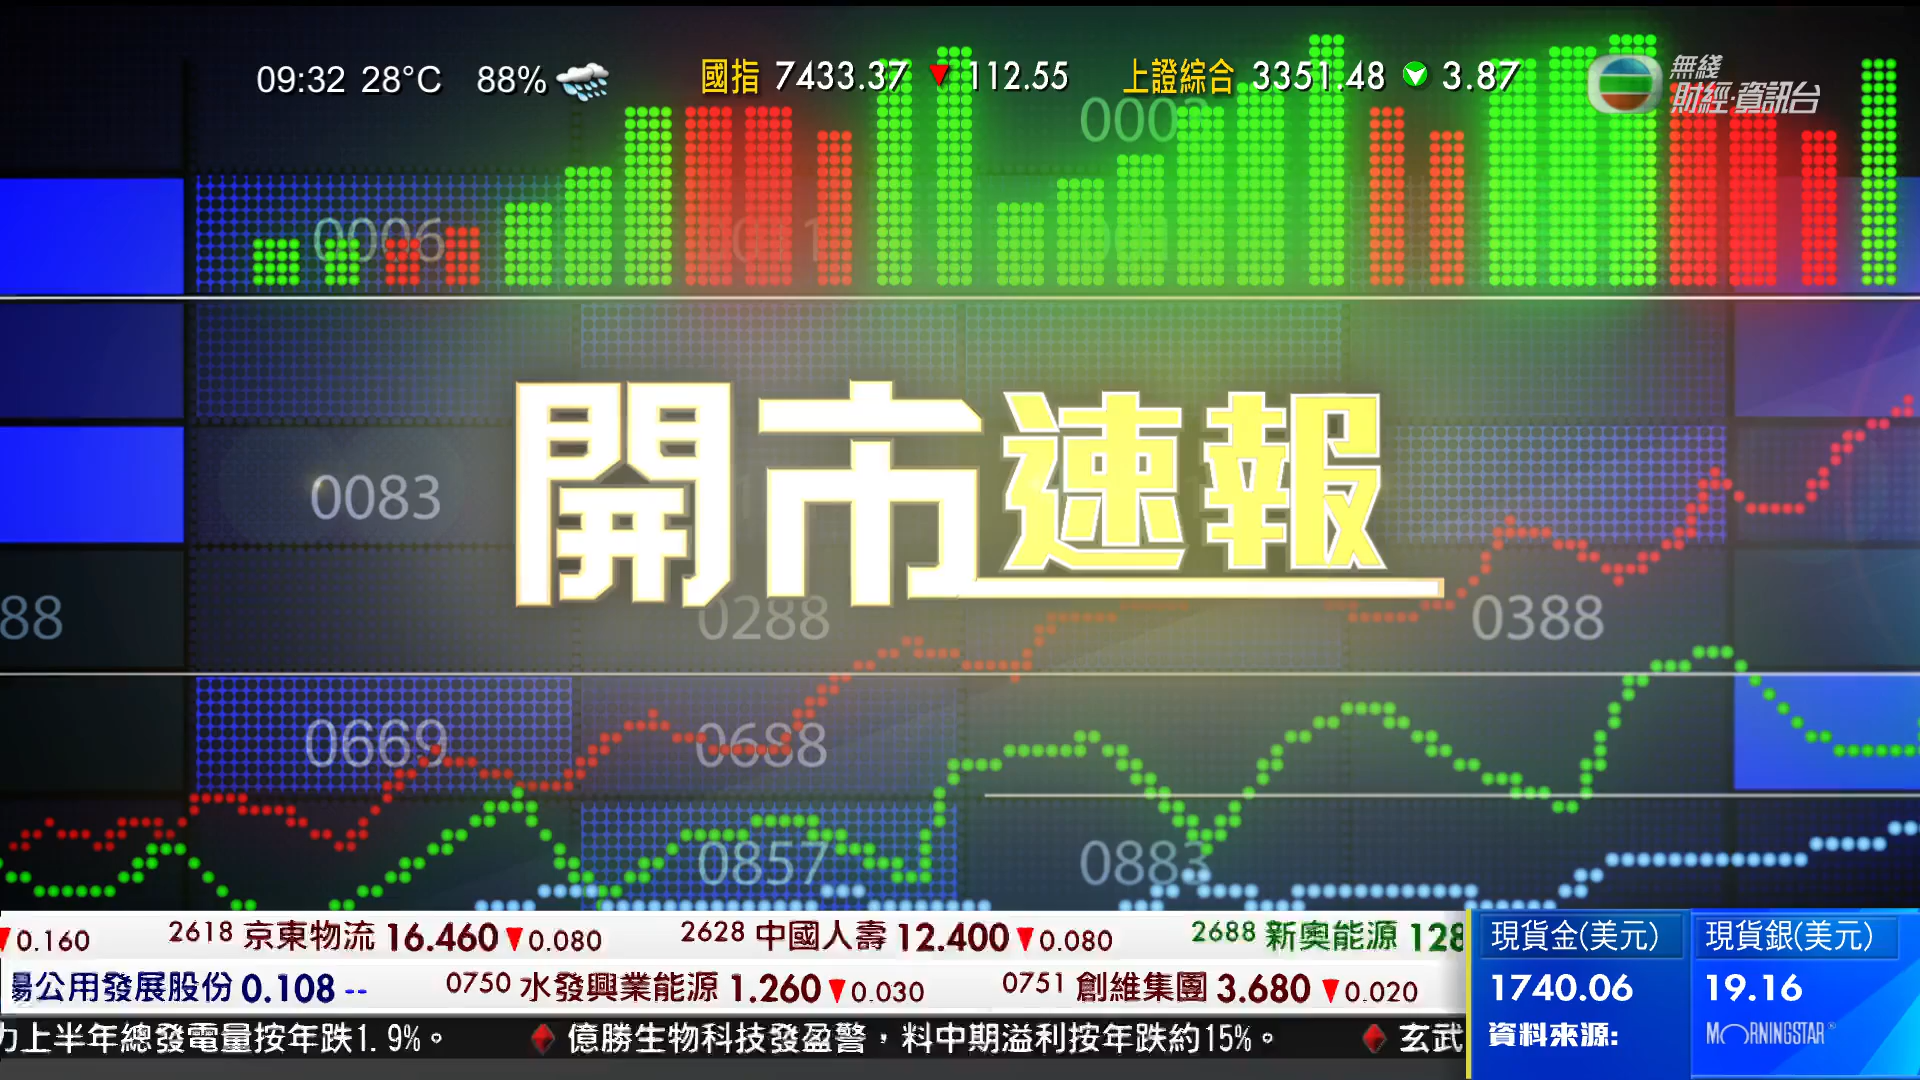 09:32 28°C 88% 國指 7433.37 ▼ 112.55 上證綜合 3351.48 3.87
無綫
財經·資訊台
0003
0006 0011
開市速報
0083
88 0288 0388
0669 0688
0857 0883
▼0.160 2618 京東物流 16.460 ▼0.080 2628 中國人壽 12.400 ▼0.080 2688 新奧能源 128
公用發展股份 0.108 -- 0750 水發興業能源 1.260 ▼0.030 0751 創維集團 3.680 ▼0.020
力上半年總發電量按年跌1.9%。 億勝生物科技發盈警，料中期溢利按年跌約15%。 玄武
現貨金(美元) 現貨銀(美元)
1740.06 19.16
資料來源: MORNINGSTAR®